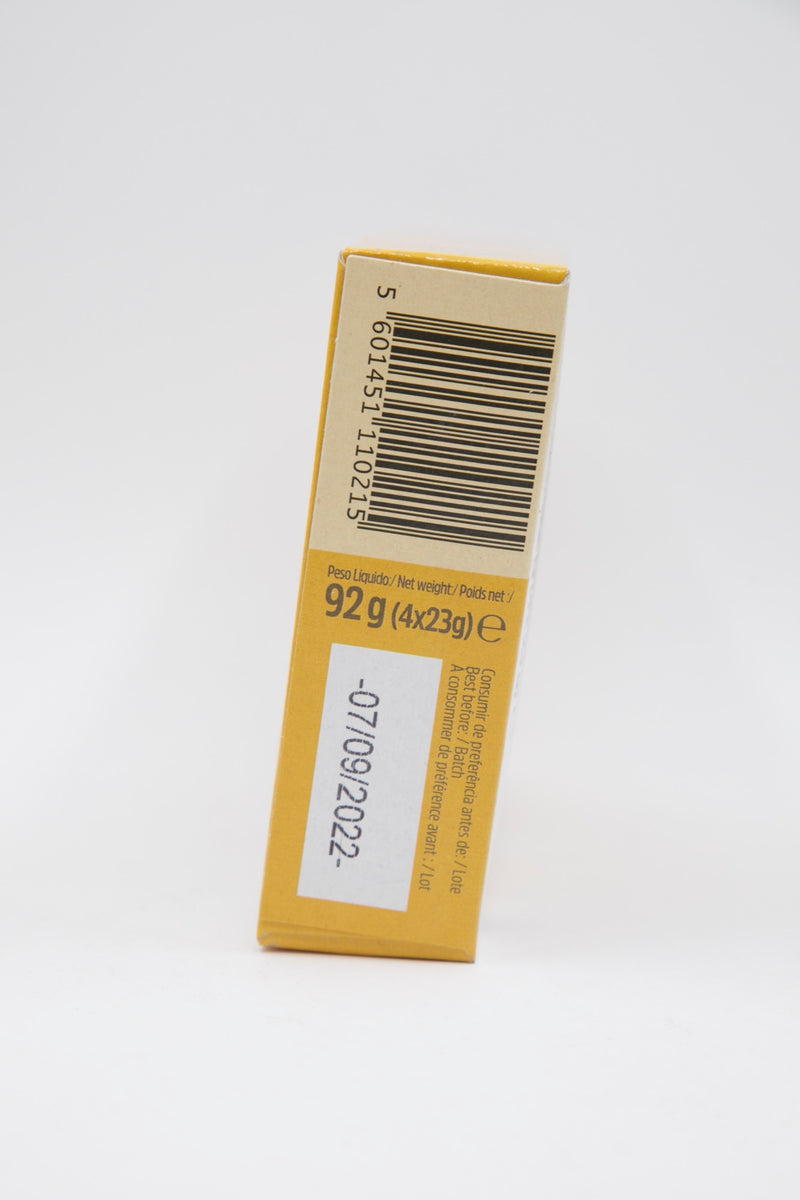 5 601451 110215
Peso Líquido:/ Net weight:/ Poids net :/
92 g (4x23g) ℮
Consumir de preferência antes de: / Lote
Best before: / Batch
À consommer de préférence avant : / Lot
-07/09/2022-